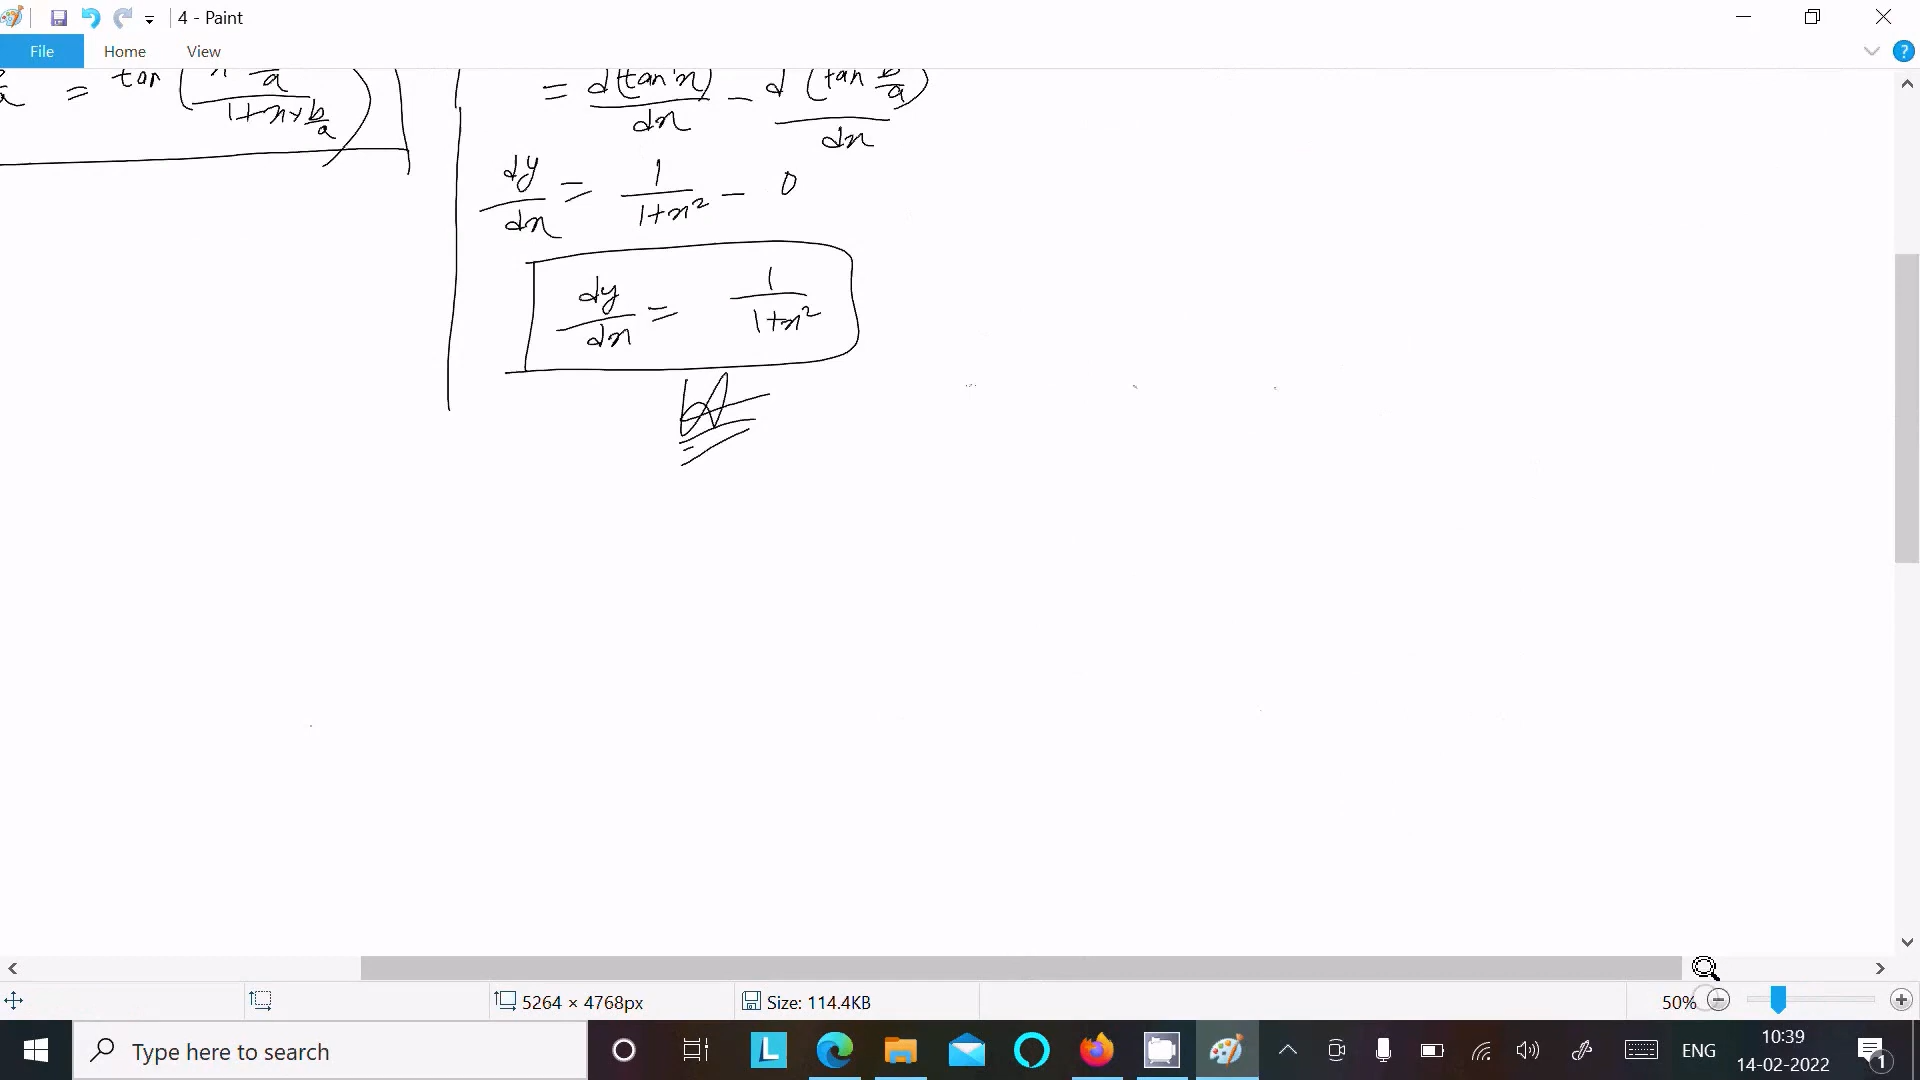 4 - Paint
File Home View
= tan ( a / 1+x×b/a )
= d(tan⁻¹x)/dx - d(tan b/a)/dx
dy/dx = 1/1+x² - 0
dy/dx = 1/1+x²
5264 × 4768px Size: 114.4KB 50%
Type here to search ENG 10:39
14-02-2022
1